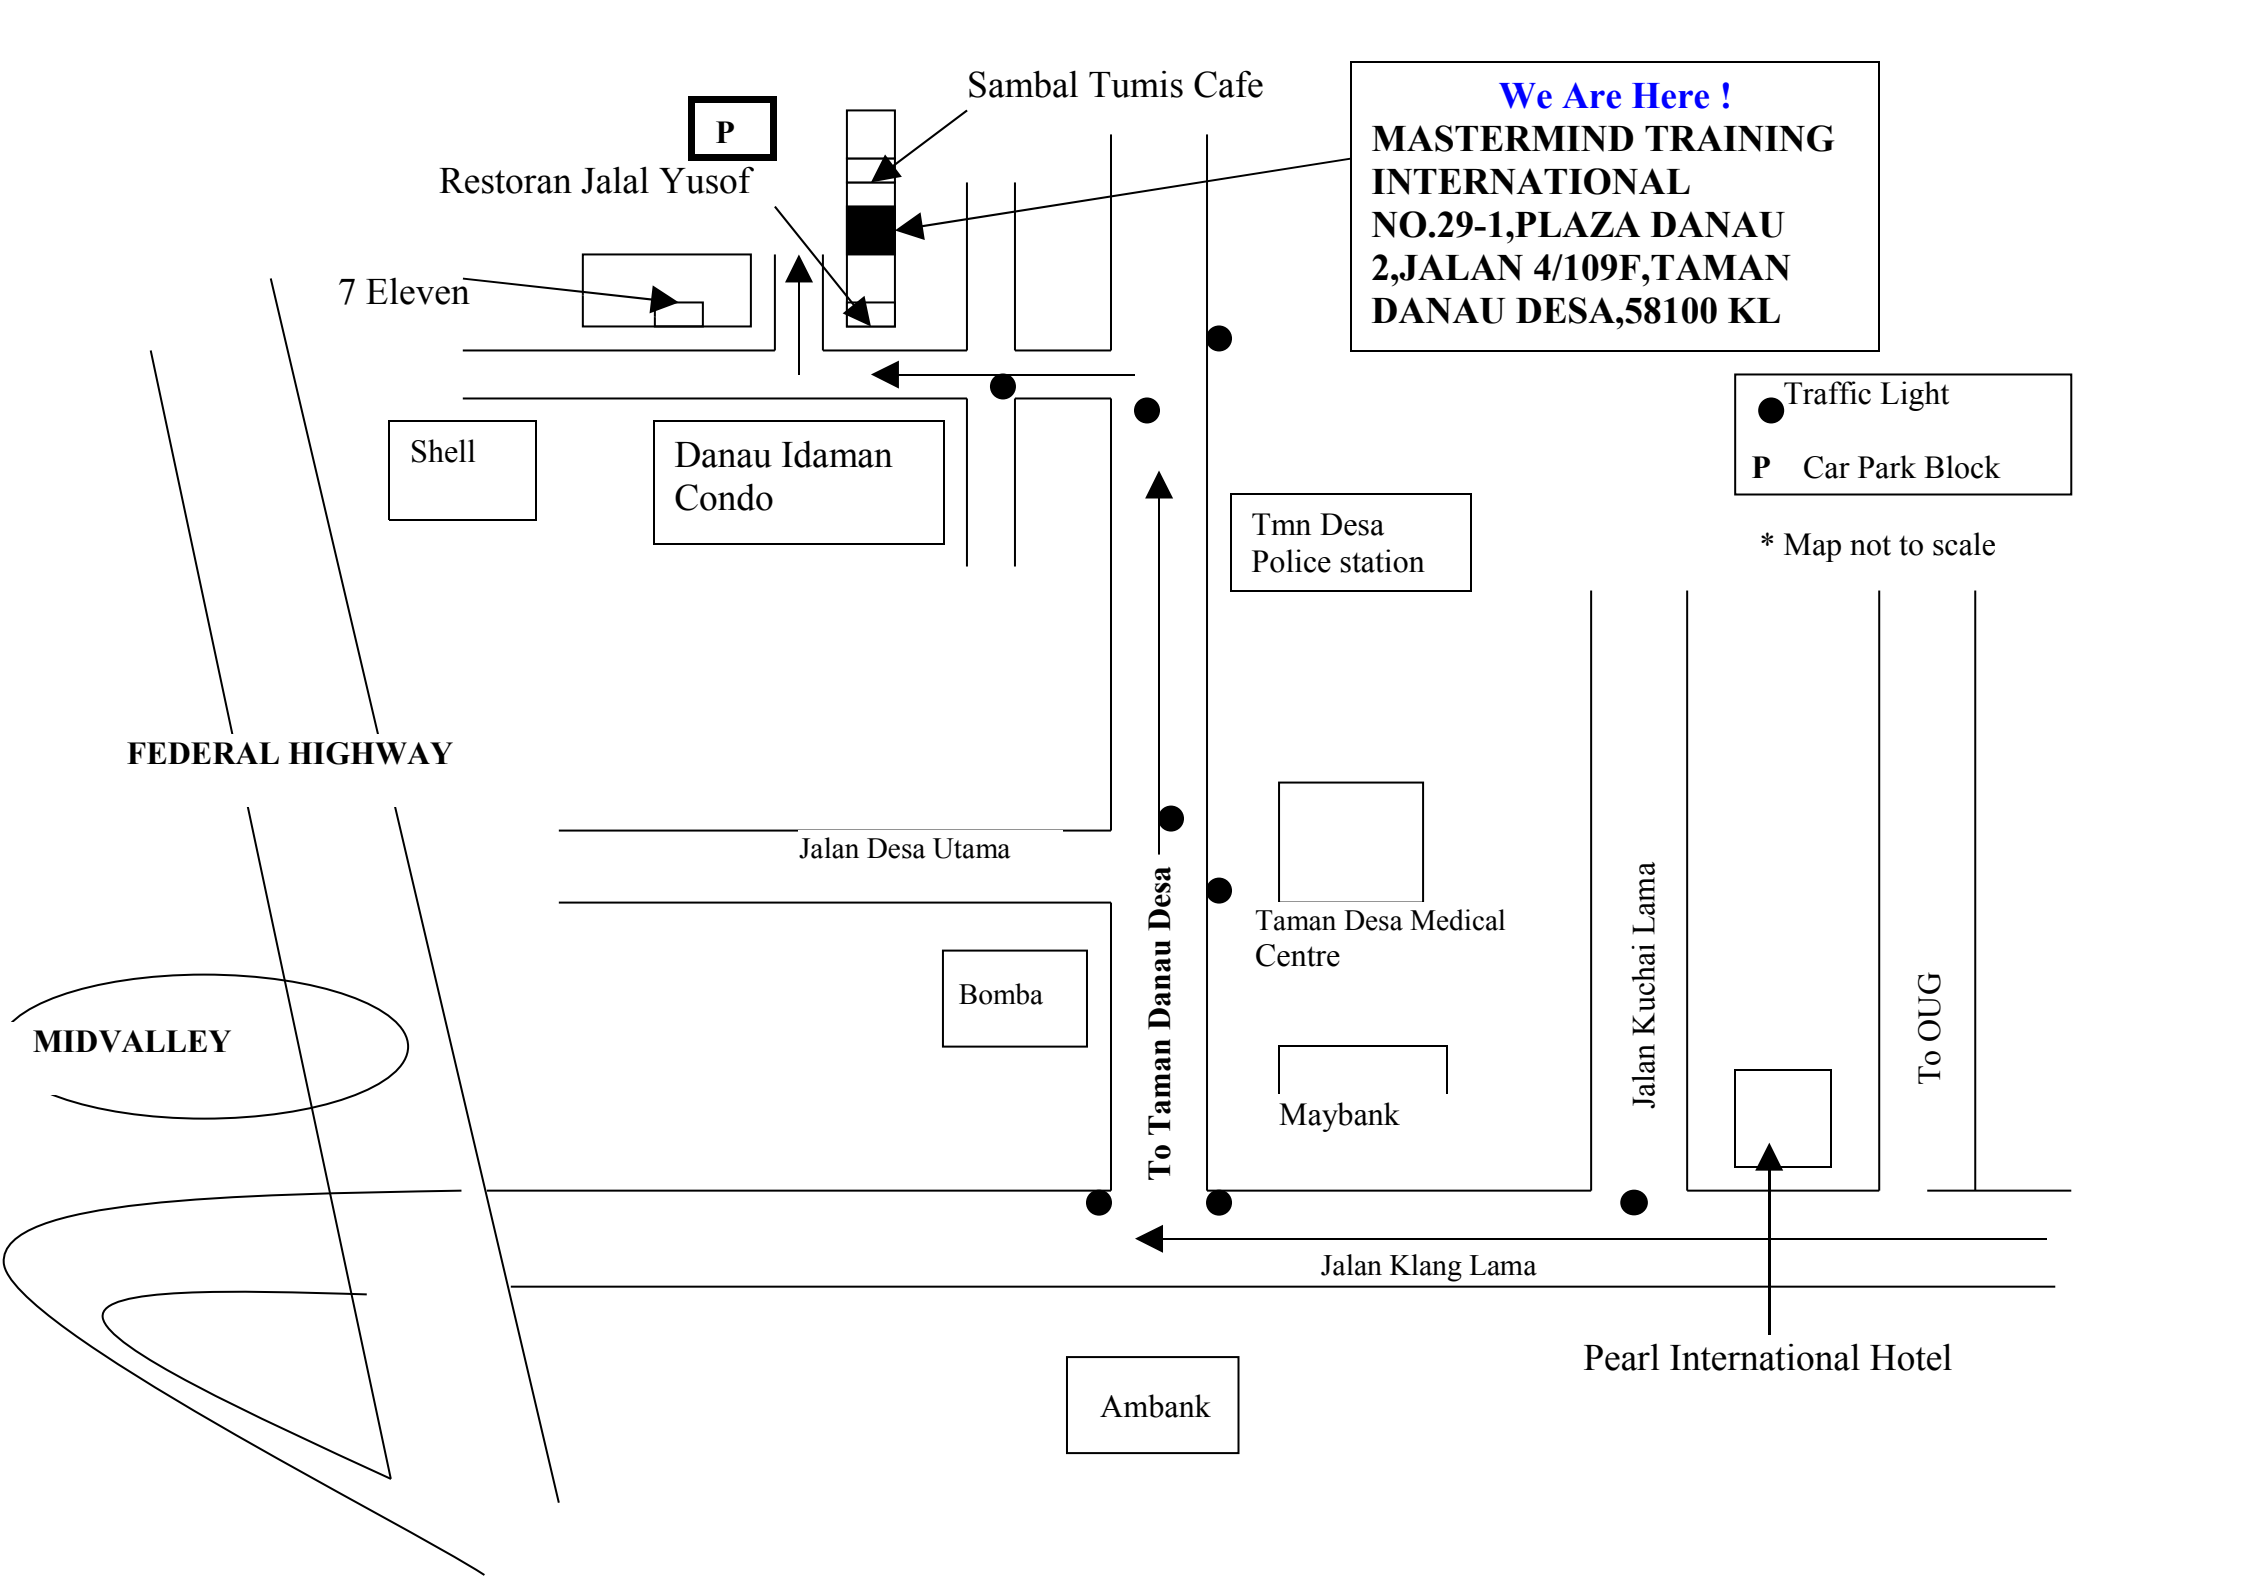 Sambal Tumis Cafe
We Are Here !
MASTERMIND TRAINING
INTERNATIONAL
NO.29-1,PLAZA DANAU
2,JALAN 4/109F,TAMAN
DANAU DESA,58100 KL
P
Restoran Jalal Yusof
7 Eleven
Traffic Light
P Car Park Block
* Map not to scale
Shell
Danau Idaman
Condo
Tmn Desa
Police station
FEDERAL HIGHWAY
Jalan Desa Utama
To Taman Danau Desa
Taman Desa Medical
Centre
Jalan Kuchai Lama
To OUG
Bomba
MIDVALLEY
Maybank
Jalan Klang Lama
Pearl International Hotel
Ambank